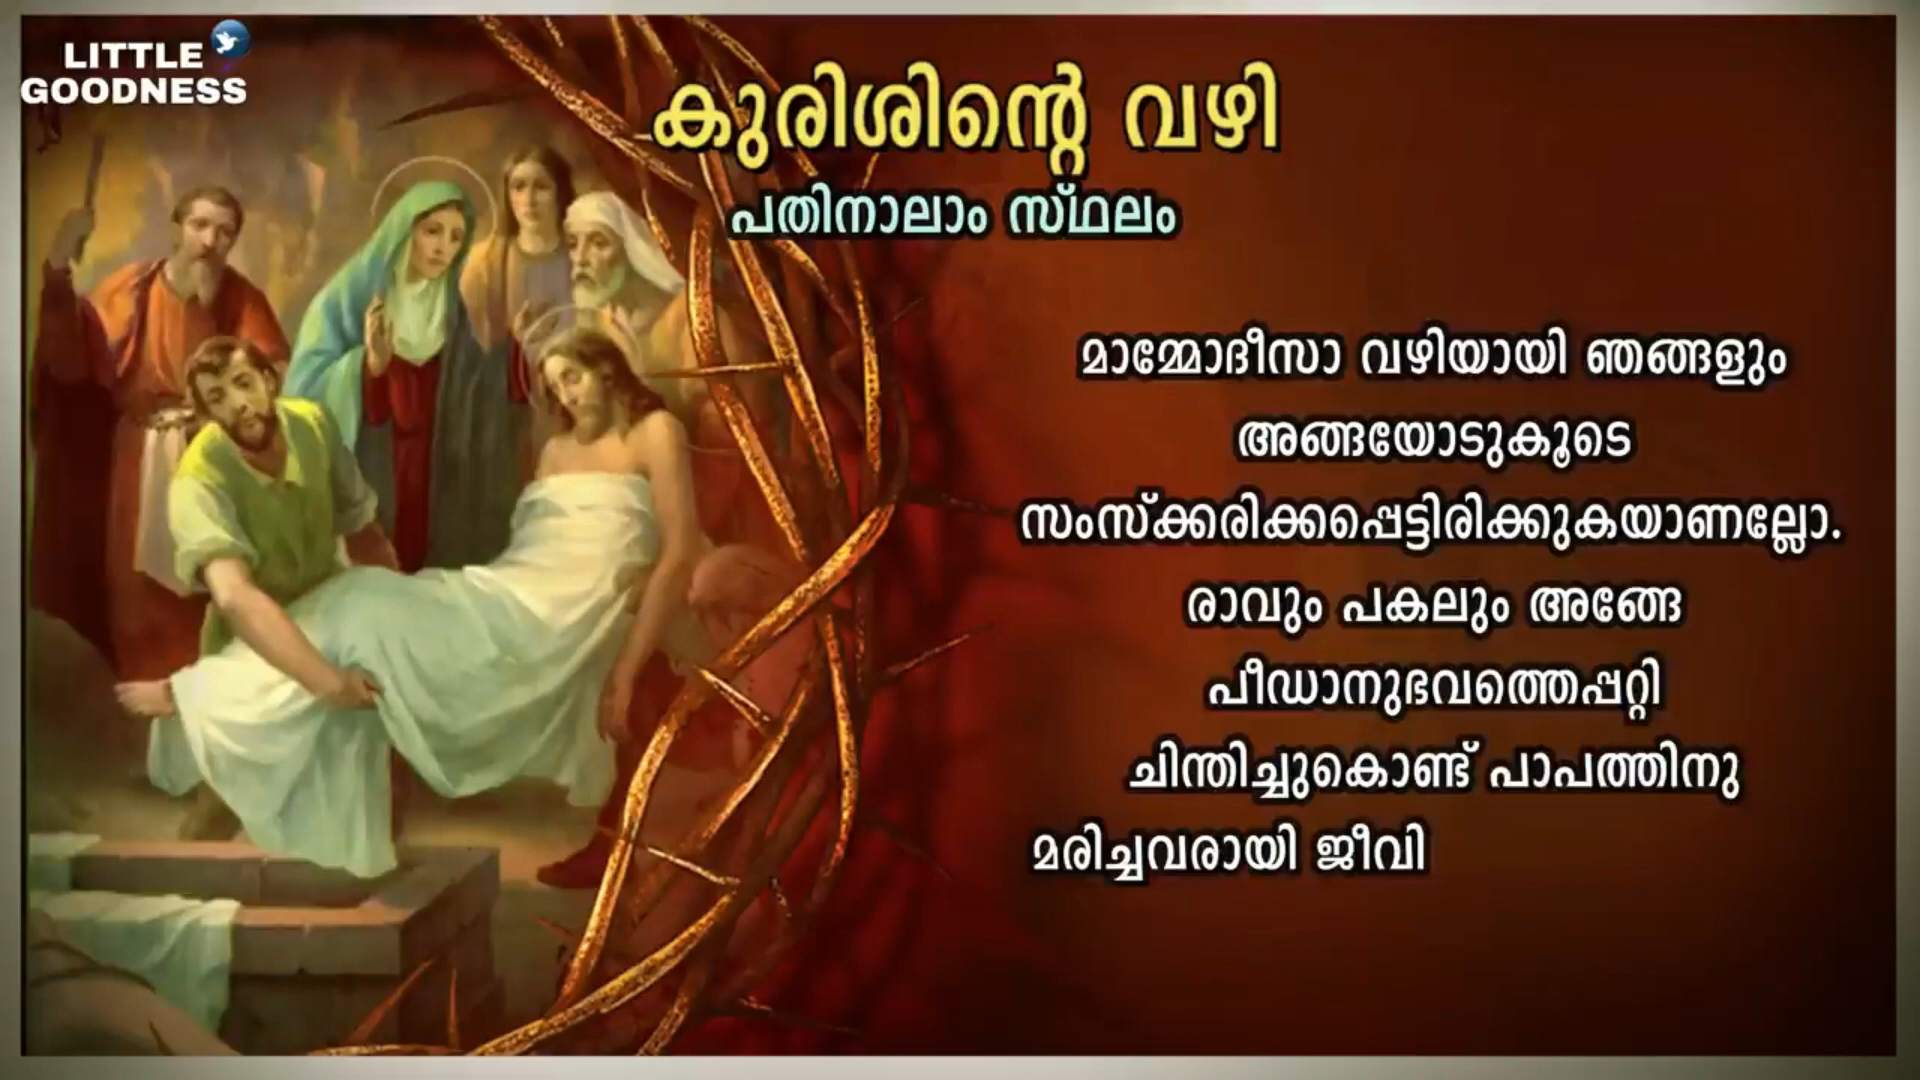 LITTLE
GOODNESS
കുരിശിന്റെ വഴി
പതിനാലാം സ്ഥലം
മാമ്മോദീസാ വഴിയായി ഞങ്ങളും
അങ്ങയോടുകൂടെ
സംസ്ക്കരിക്കപ്പെട്ടിരിക്കുകയാണല്ലോ.
രാവും പകലും അങ്ങേ
പീഡാനുഭവത്തെപ്പറ്റി
ചിന്തിച്ചുകൊണ്ട് പാപത്തിനു
മരിച്ചവരായി ജീവി